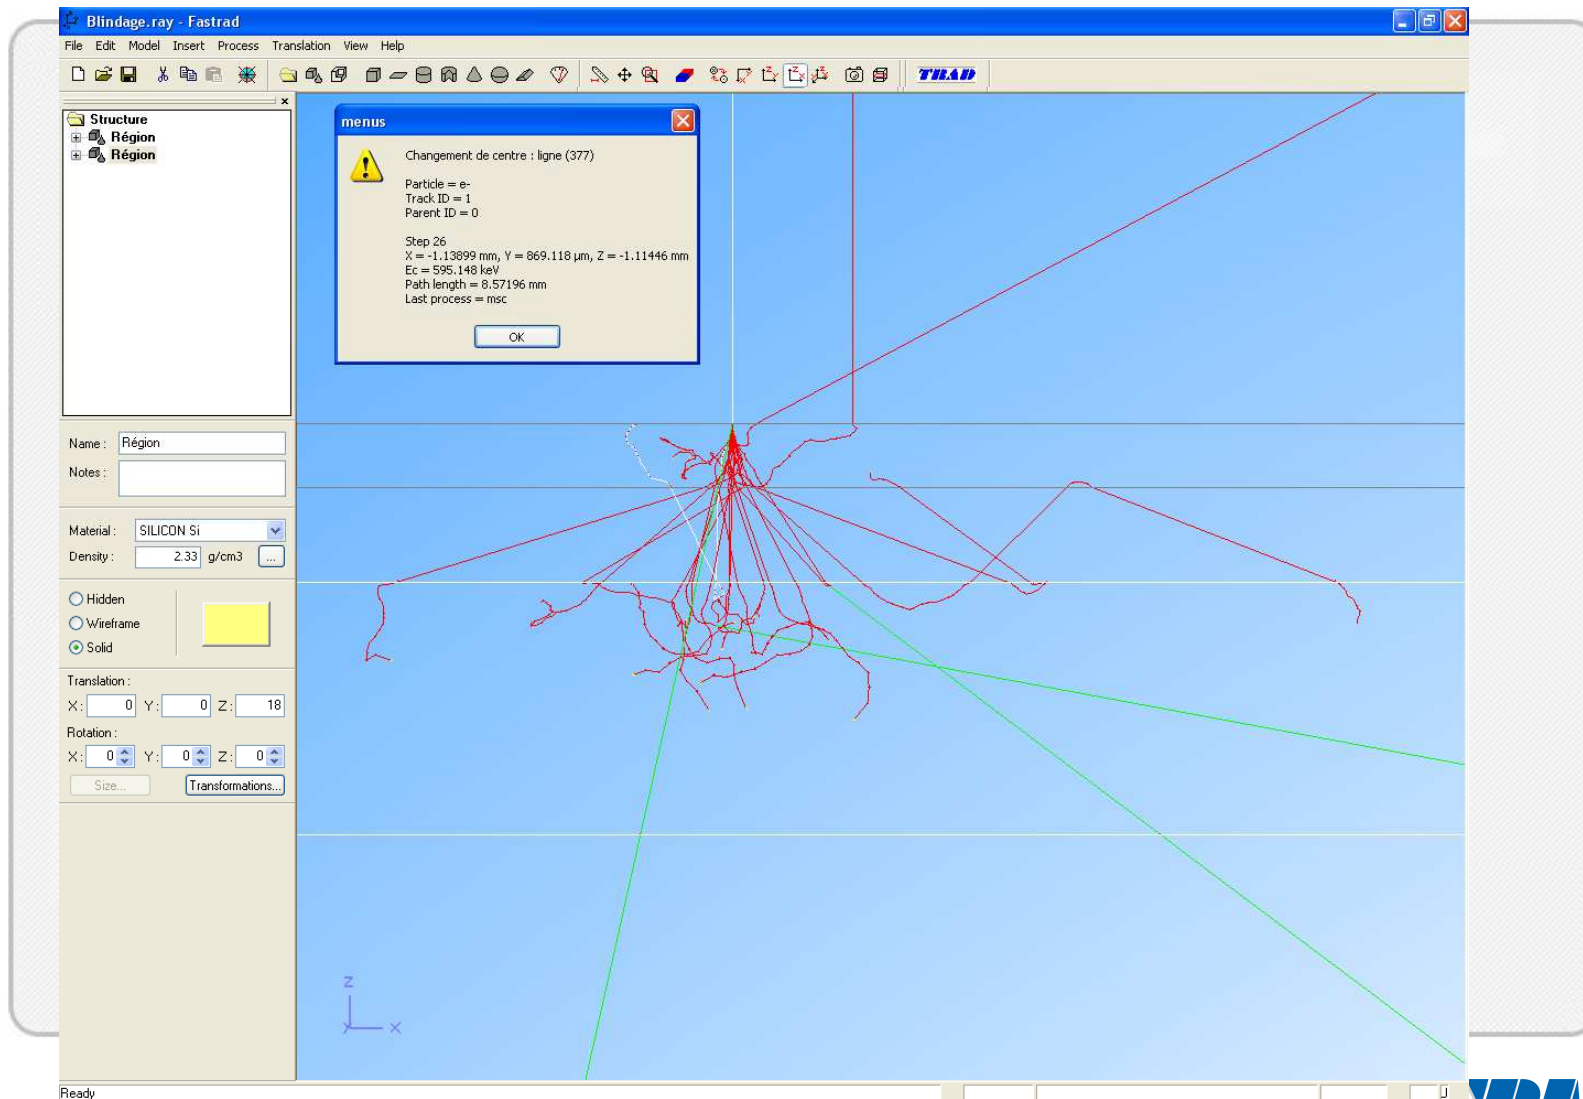 Blindage.ray - Fastrad
File Edit Model Insert Process Translation View Help
TRAD
Structure
Région
Région
menus
Changement de centre : ligne (377)
Particle = e-
Track ID = 1
Parent ID = 0
Step 26
X = -1.13899 mm, Y = 869.118 µm, Z = -1.11446 mm
Ec = 595.148 keV
Path length = 8.57196 mm
Last process = msc
OK
Name : Région
Notes :
Material : SILICON Si
Density : 2.33 g/cm3 ...
Hidden
Wireframe
Solid
Translation :
X : 0 Y : 0 Z : 18
Rotation :
X : 0 Y : 0 Z : 0
Size... Transformations...
Z
Y X
Ready